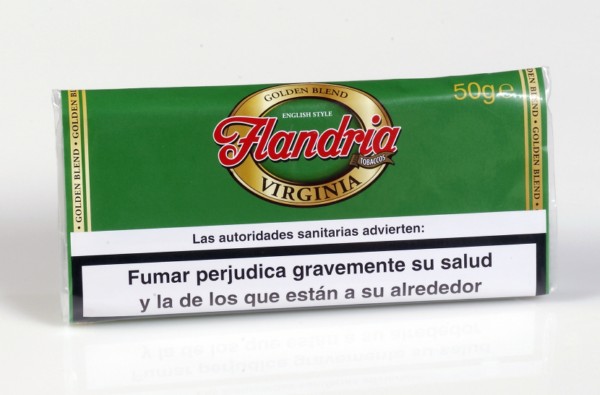 GOLDEN BLEND
50g℮
ENGLISH STYLE
Flandria
TOBACCOS
VIRGINIA
GOLDEN BLEND • GOLDEN B
GOLDEN BLEND •
Las autoridades sanitarias advierten:
Fumar perjudica gravemente su salud
y la de los que están a su alrededor